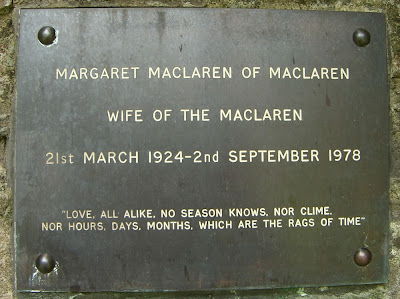 MARGARET MACLAREN OF MACLAREN
WIFE OF THE MACLAREN
21st MARCH 1924-2nd SEPTEMBER 1978
"LOVE, ALL ALIKE, NO SEASON KNOWS, NOR CLIME,
NOR HOURS, DAYS, MONTHS, WHICH ARE THE RAGS OF TIME"